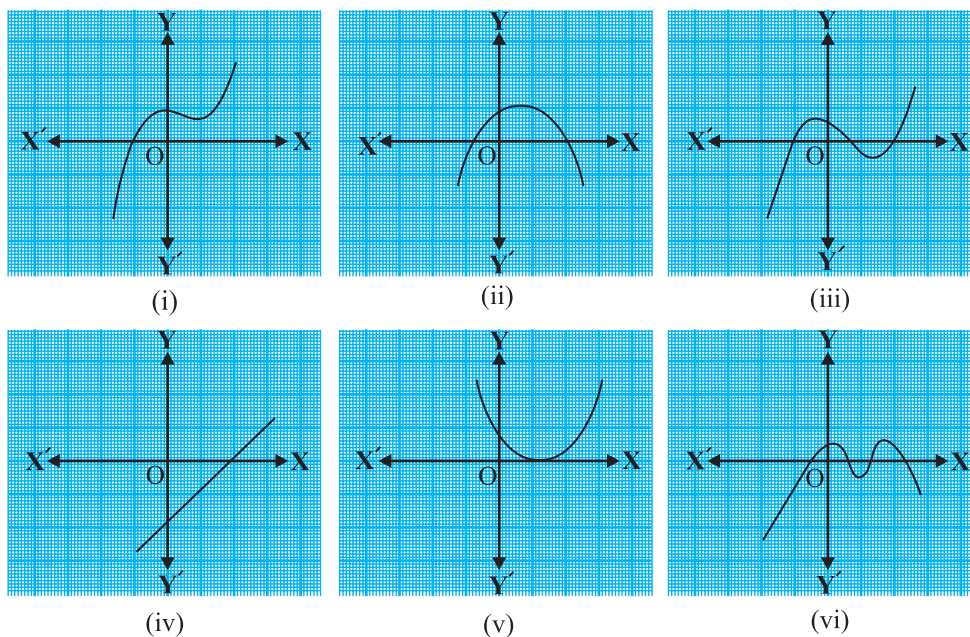 Y Y Y
X′ O X X′ O X X′ O X
Y′ Y′ Y′
(i) (ii) (iii)
Y Y Y
X′ O X X′ O X X′ O X
Y′ Y′ Y′
(iv) (v) (vi)